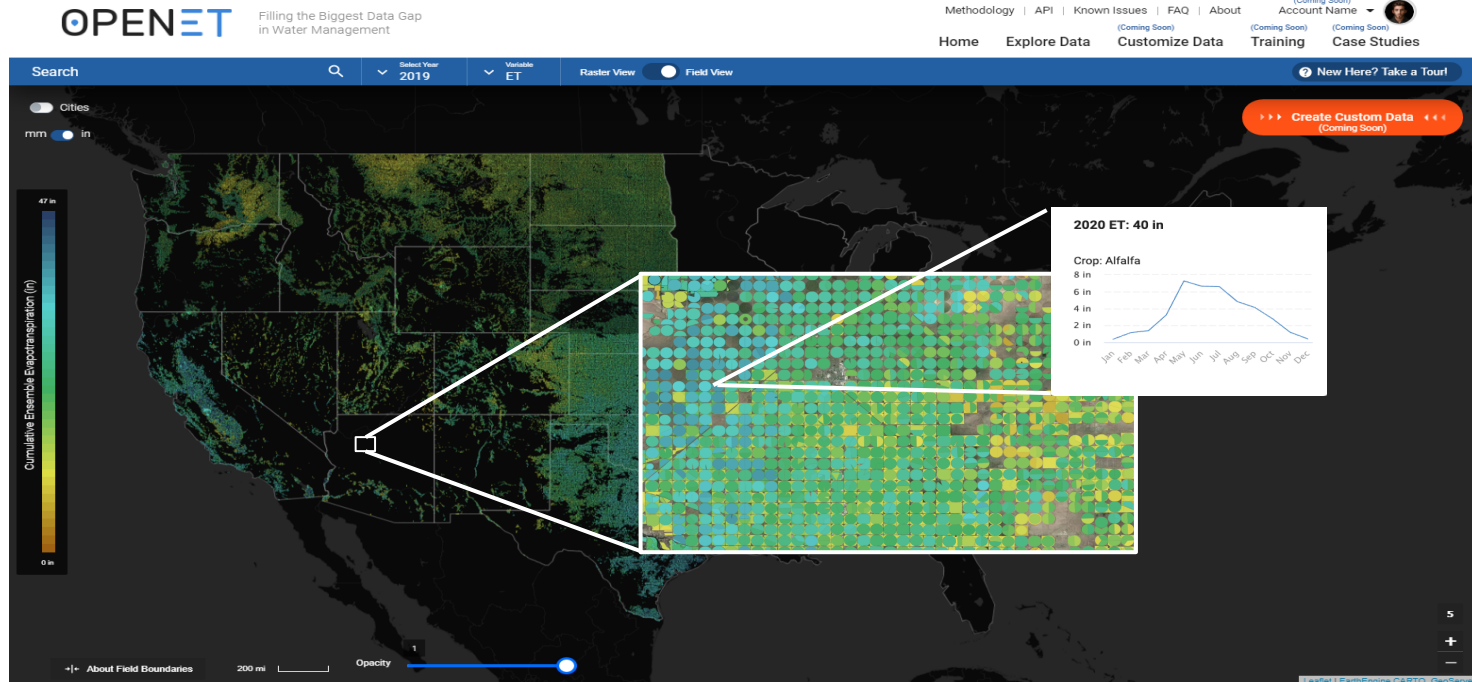 OPENET
Filling the Biggest Data Gap
in Water Management
Methodology | API | Known Issues | FAQ | About
(Coming Soon)
Account Name
Home
Explore Data
(Coming Soon)
Customize Data
(Coming Soon)
Training
(Coming Soon)
Case Studies
Search
Select Year
2019
Variable
ET
Raster View
Field View
? New Here? Take a Tour!
Cities
mm
in
Create Custom Data
(Coming Soon)
47 in
Cumulative Ensemble Evapotranspiration (in)
0 in
2020 ET: 40 in
Crop: Alfalfa
8 in
6 in
4 in
2 in
0 in
Jan Feb Mar Apr May Jun Jul Aug Sep Oct Nov Dec
5
+
−
About Field Boundaries
200 mi
Opacity
1
Leaflet | EarthEngine CARTO, GeoServe